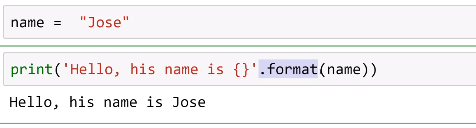 name =  "Jose"
print('Hello, his name is {}'.format(name))
Hello, his name is Jose